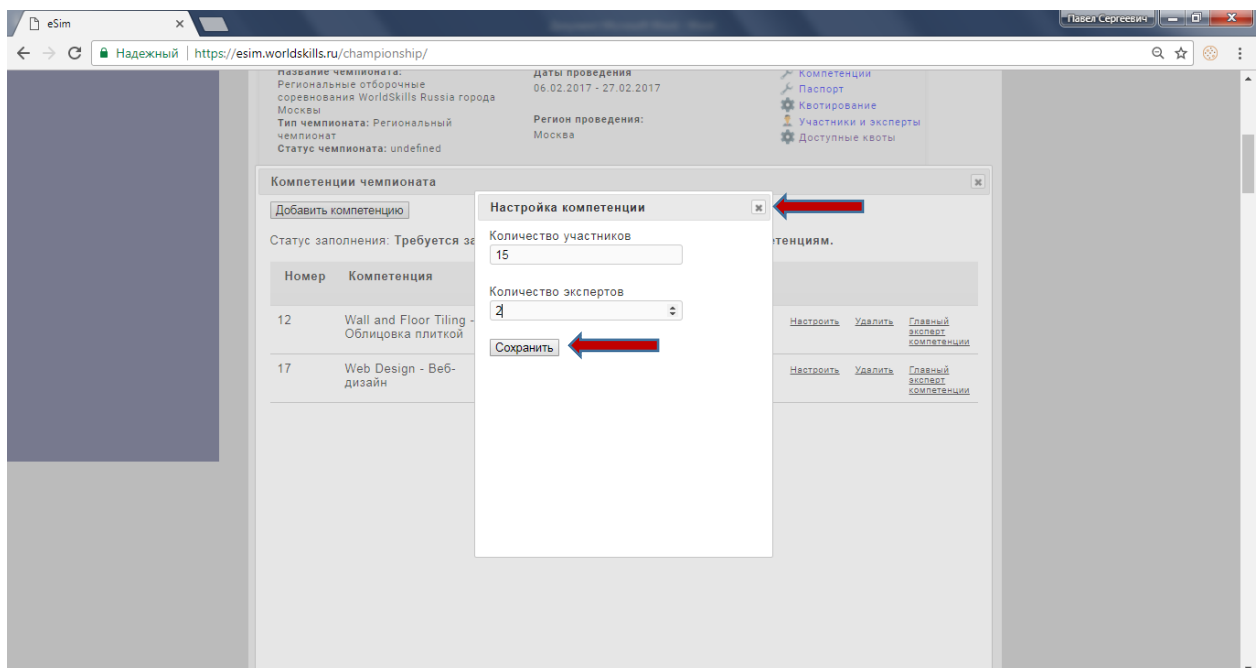 eSim
Павел Сергеевич
Надежный | https://esim.worldskills.ru/championship/
Название чемпионата:
Региональные отборочные
соревнования WorldSkills Russia города
Москвы
Тип чемпионата: Региональный
чемпионат
Статус чемпионата: undefined
Даты проведения
06.02.2017 - 27.02.2017
Регион проведения:
Москва
Компетенции
Паспорт
Квотирование
Участники и эксперты
Доступные квоты
Компетенции чемпионата
Добавить компетенцию
Статус заполнения: Требуется
Номер Компетенция
12 Wall and Floor Tiling -
Облицовка плиткой
Настроить Удалить Главный
эксперт
компетенции
17 Web Design - Веб-
дизайн
Настроить Удалить Главный
эксперт
компетенции
Настройка компетенции
Количество участников
15
Количество экспертов
2
Сохранить